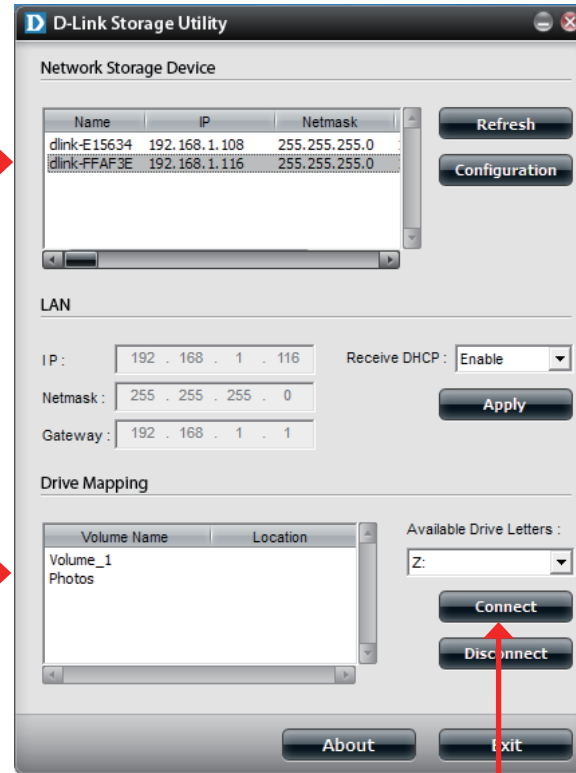 D D-Link Storage Utility
Network Storage Device
Name IP Netmask
dlink-E15634 192.168.1.108 255.255.255.0
dlink-FFAF3E 192.168.1.116 255.255.255.0
Refresh
Configuration
LAN
IP: 192 . 168 . 1 . 116
Netmask : 255 . 255 . 255 . 0
Gateway : 192 . 168 . 1 . 1
Receive DHCP : Enable
Apply
Drive Mapping
Volume Name Location
Volume_1
Photos
Available Drive Letters :
Z:
Connect
Disconnect
About Exit